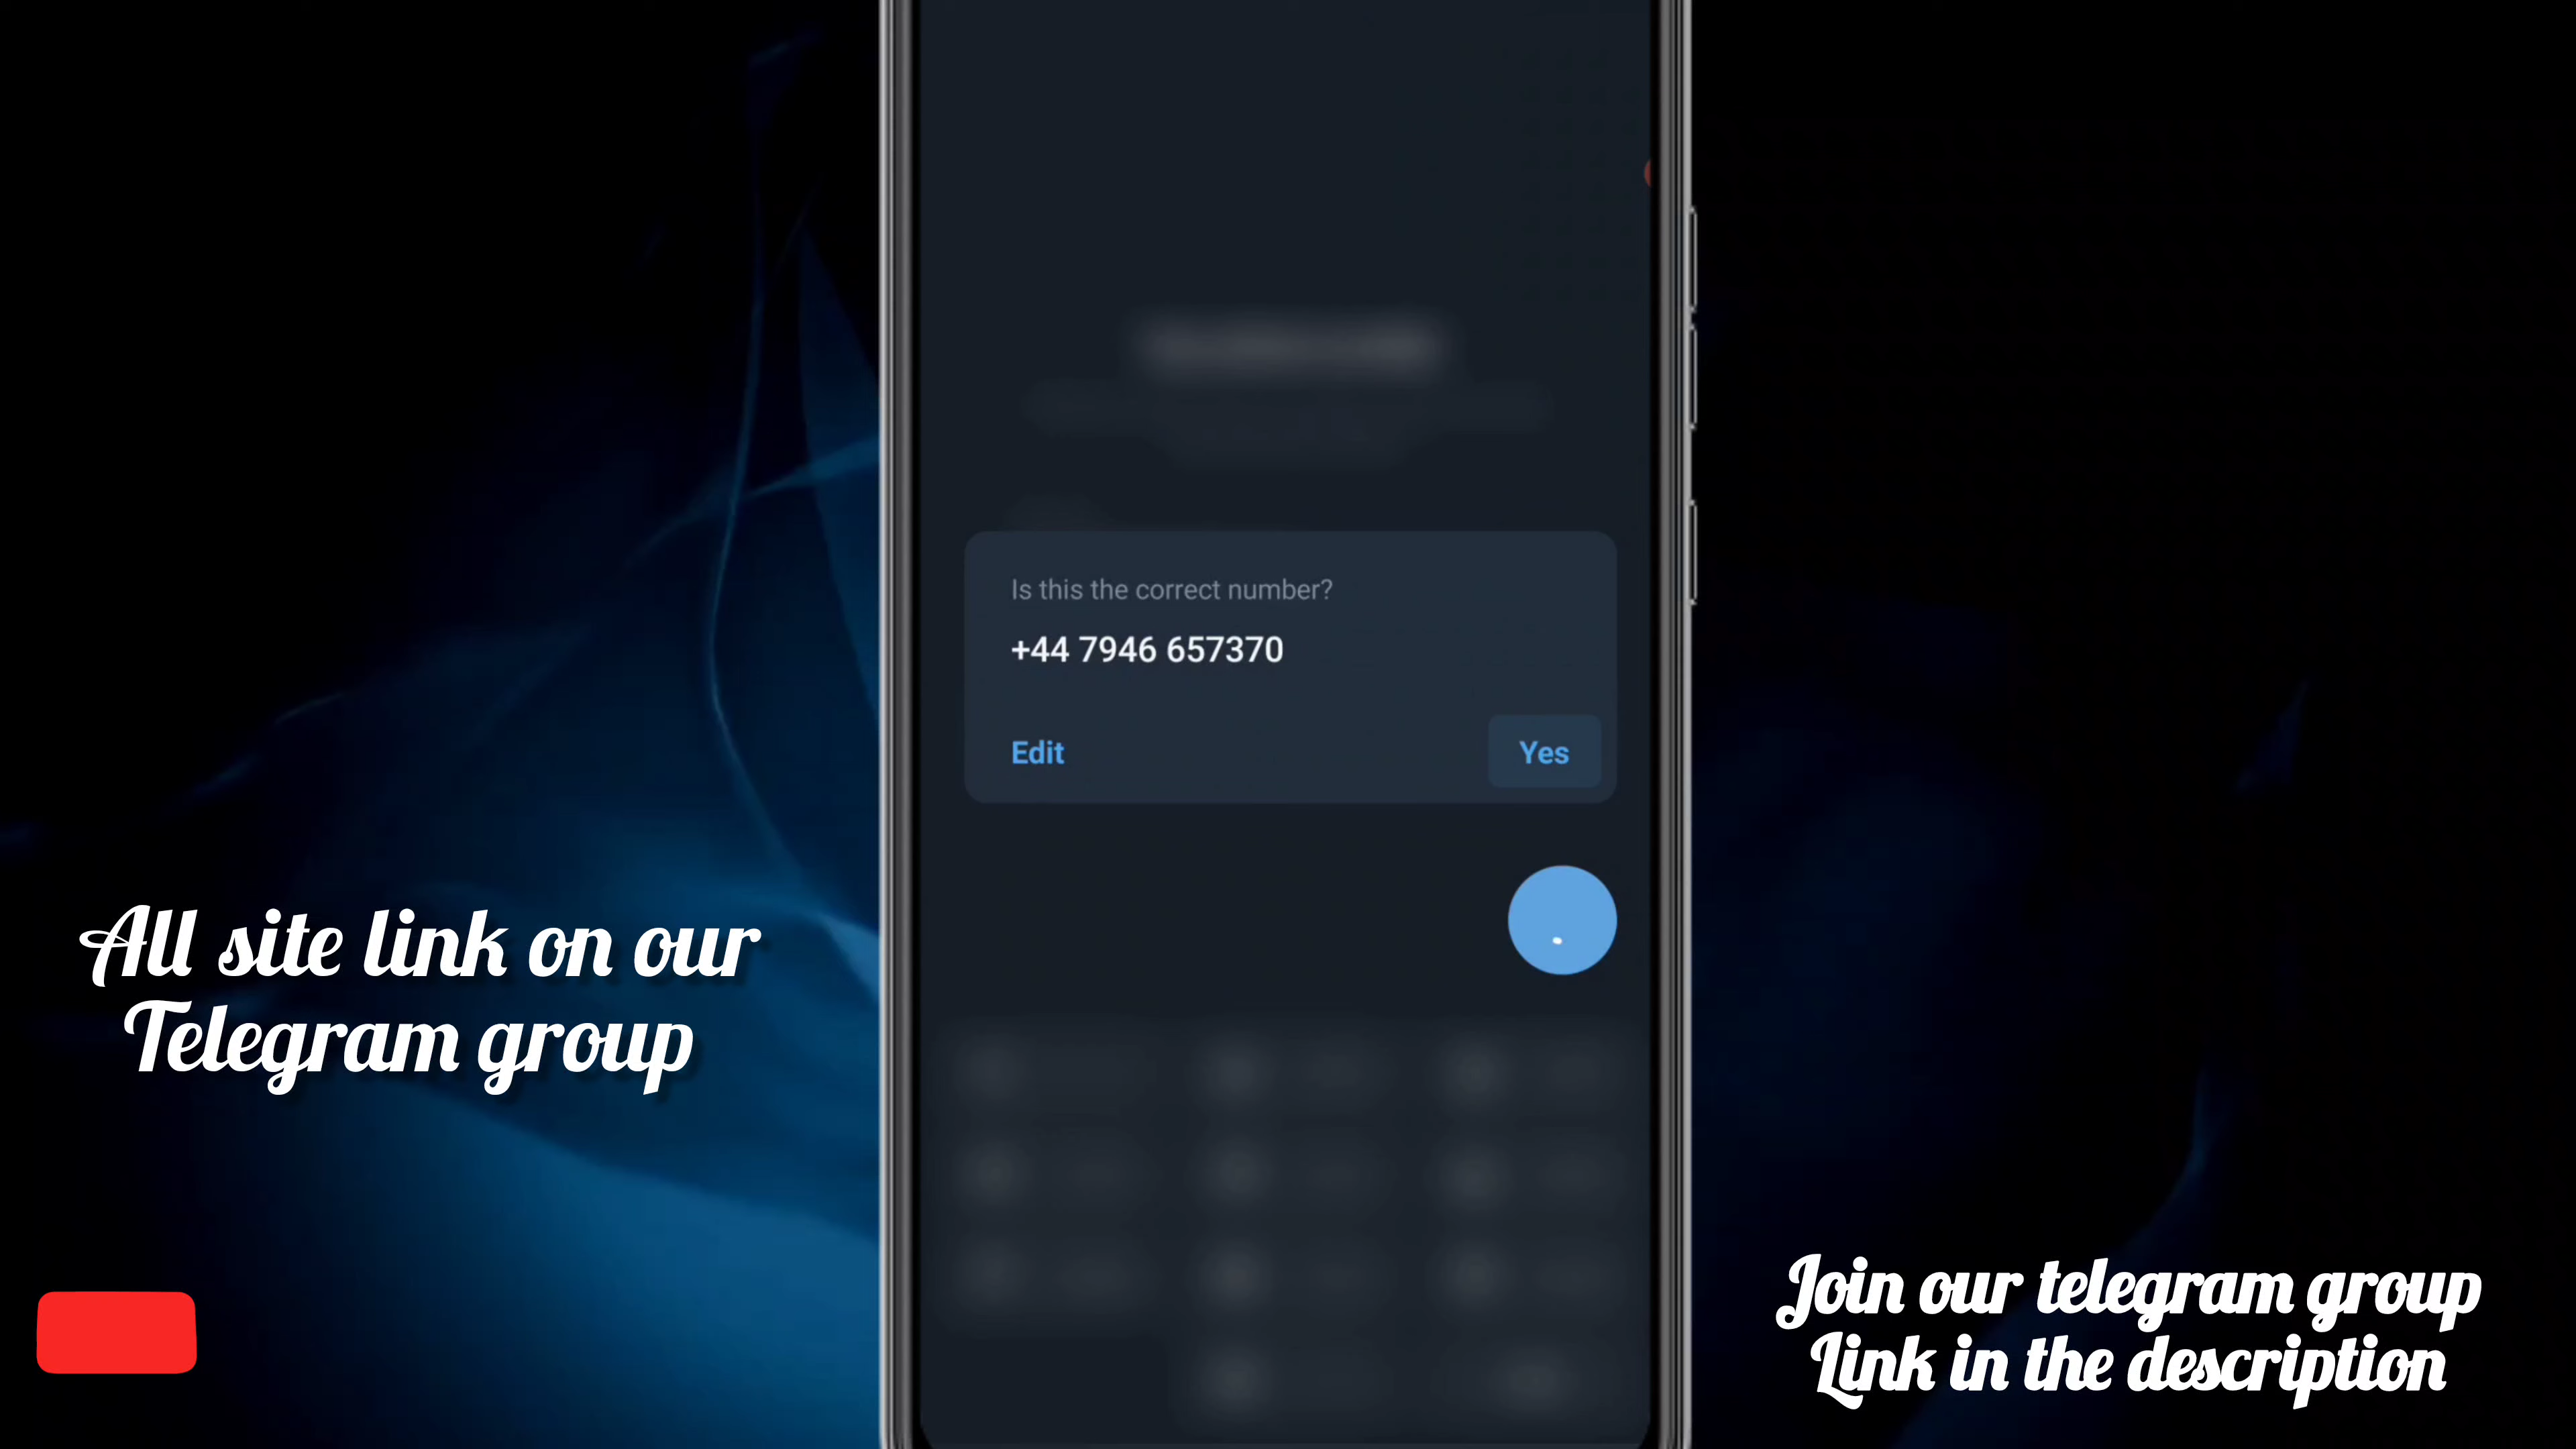 Is this the correct number?
+44 7946 657370
Edit
Yes
All site link on our
Telegram group
Join our telegram group
Link in the description